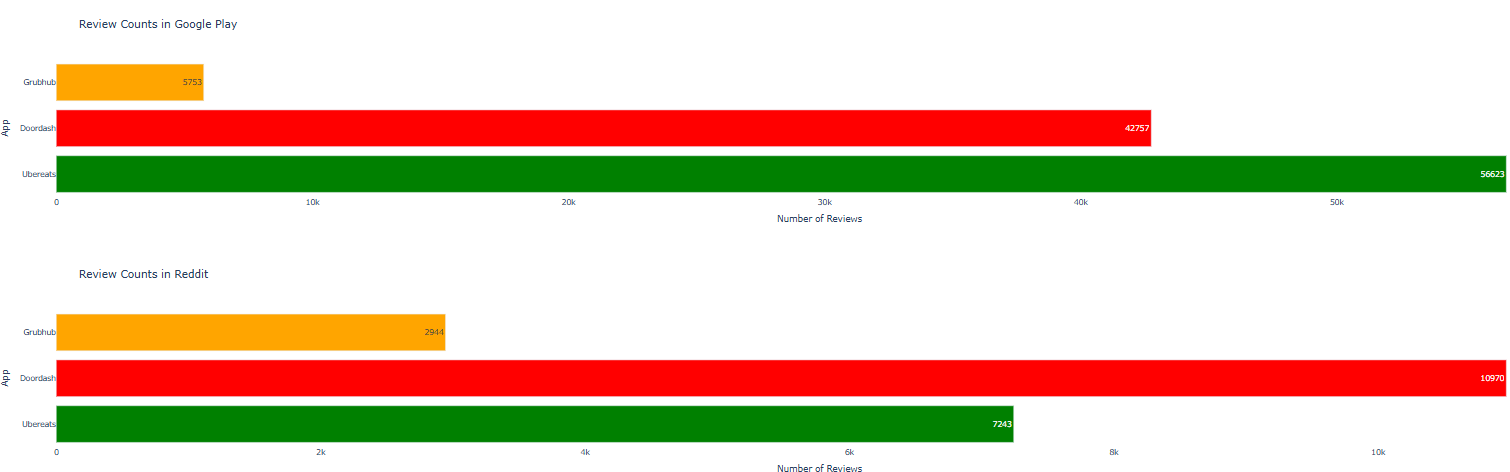 Review Counts in Google Play
Grubhub
5753
Doordash
42757
Ubereats
56623
App
0 10k 20k 30k 40k 50k
Number of Reviews
Review Counts in Reddit
Grubhub
2944
Doordash
10970
Ubereats
7243
App
0 2k 4k 6k 8k 10k
Number of Reviews